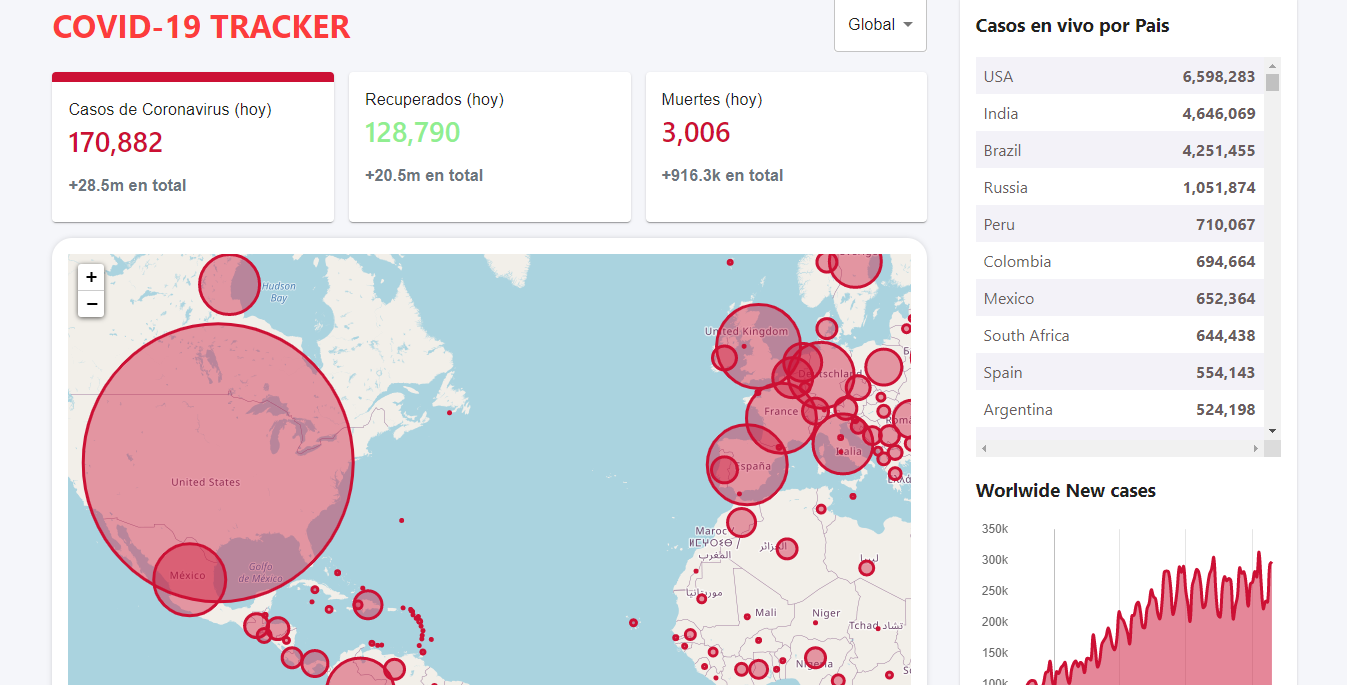 COVID-19 TRACKER
Global
Casos de Coronavirus (hoy)
170,882
+28.5m en total
Recuperados (hoy)
128,790
+20.5m en total
Muertes (hoy)
3,006
+916.3k en total
+
−
Hudson
Bay
United Kingdom
Deutschland
France
Italia
España
United States
México
Golfo
de México
Maroc /
ⵍⵎⵖⵔⵉⴱ /
المغرب
الجزائر
ليبيا
موريتانيا
Mali
Niger
Tchad تشاد
Nigeria
Casos en vivo por Pais
USA 6,598,283
India 4,646,069
Brazil 4,251,455
Russia 1,051,874
Peru 710,067
Colombia 694,664
Mexico 652,364
South Africa 644,438
Spain 554,143
Argentina 524,198
Worlwide New cases
350k
300k
250k
200k
150k
100k